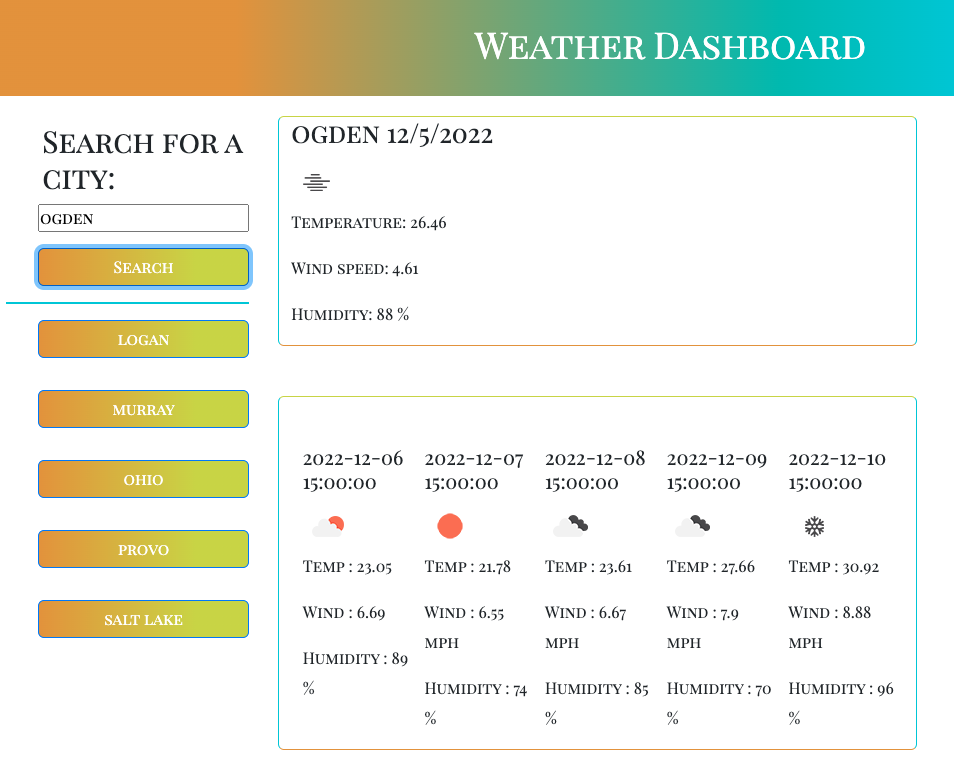 Weather Dashboard
Search for a
city:
ogden
Search
logan
murray
ohio
provo
salt lake
OGDEN 12/5/2022
Temperature: 26.46
Wind speed: 4.61
Humidity: 88 %
2022-12-06
15:00:00
Temp : 23.05
Wind : 6.69
Humidity : 89
%
2022-12-07
15:00:00
Temp : 21.78
Wind : 6.55
MPH
Humidity : 74
%
2022-12-08
15:00:00
Temp : 23.61
Wind : 6.67
MPH
Humidity : 85
%
2022-12-09
15:00:00
Temp : 27.66
Wind : 7.9
MPH
Humidity : 70
%
2022-12-10
15:00:00
Temp : 30.92
Wind : 8.88
MPH
Humidity : 96
%